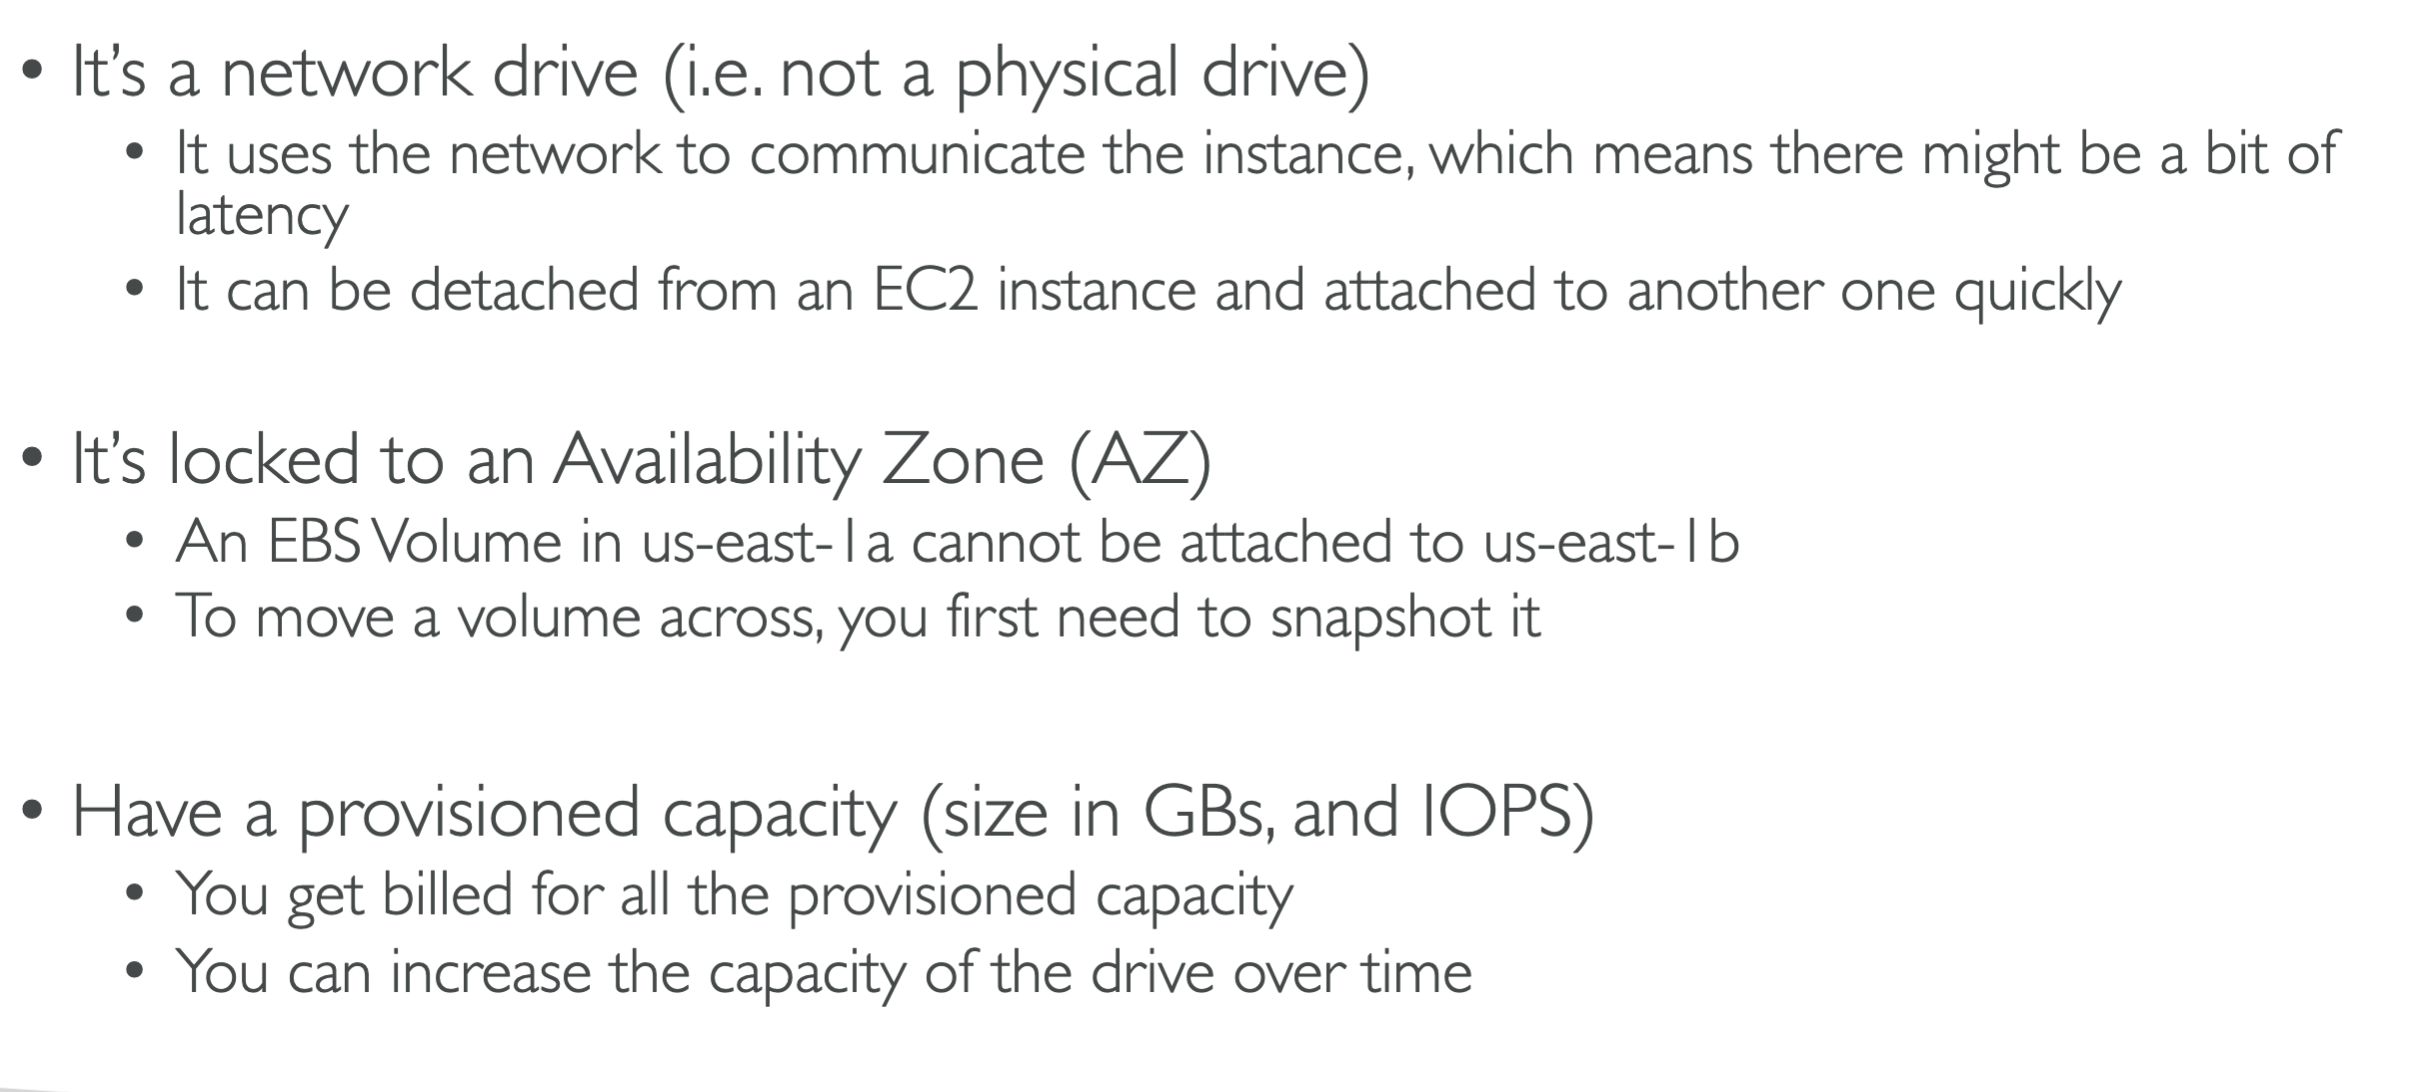 • It’s a network drive (i.e. not a physical drive)
• It uses the network to communicate the instance, which means there might be a bit of
latency
• It can be detached from an EC2 instance and attached to another one quickly
• It’s locked to an Availability Zone (AZ)
• An EBS Volume in us-east-1a cannot be attached to us-east-1b
• To move a volume across, you first need to snapshot it
• Have a provisioned capacity (size in GBs, and IOPS)
• You get billed for all the provisioned capacity
• You can increase the capacity of the drive over time